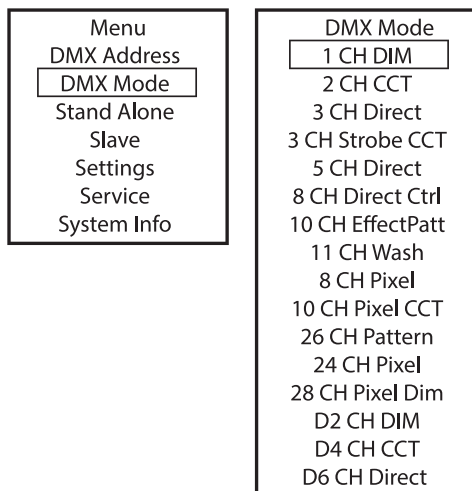 Menu
DMX Address
DMX Mode
Stand Alone
Slave
Settings
Service
System Info
DMX Mode
1 CH DIM
2 CH CCT
3 CH Direct
3 CH Strobe CCT
5 CH Direct
8 CH Direct Ctrl
10 CH EffectPatt
11 CH Wash
8 CH Pixel
10 CH Pixel CCT
26 CH Pattern
24 CH Pixel
28 CH Pixel Dim
D2 CH DIM
D4 CH CCT
D6 CH Direct